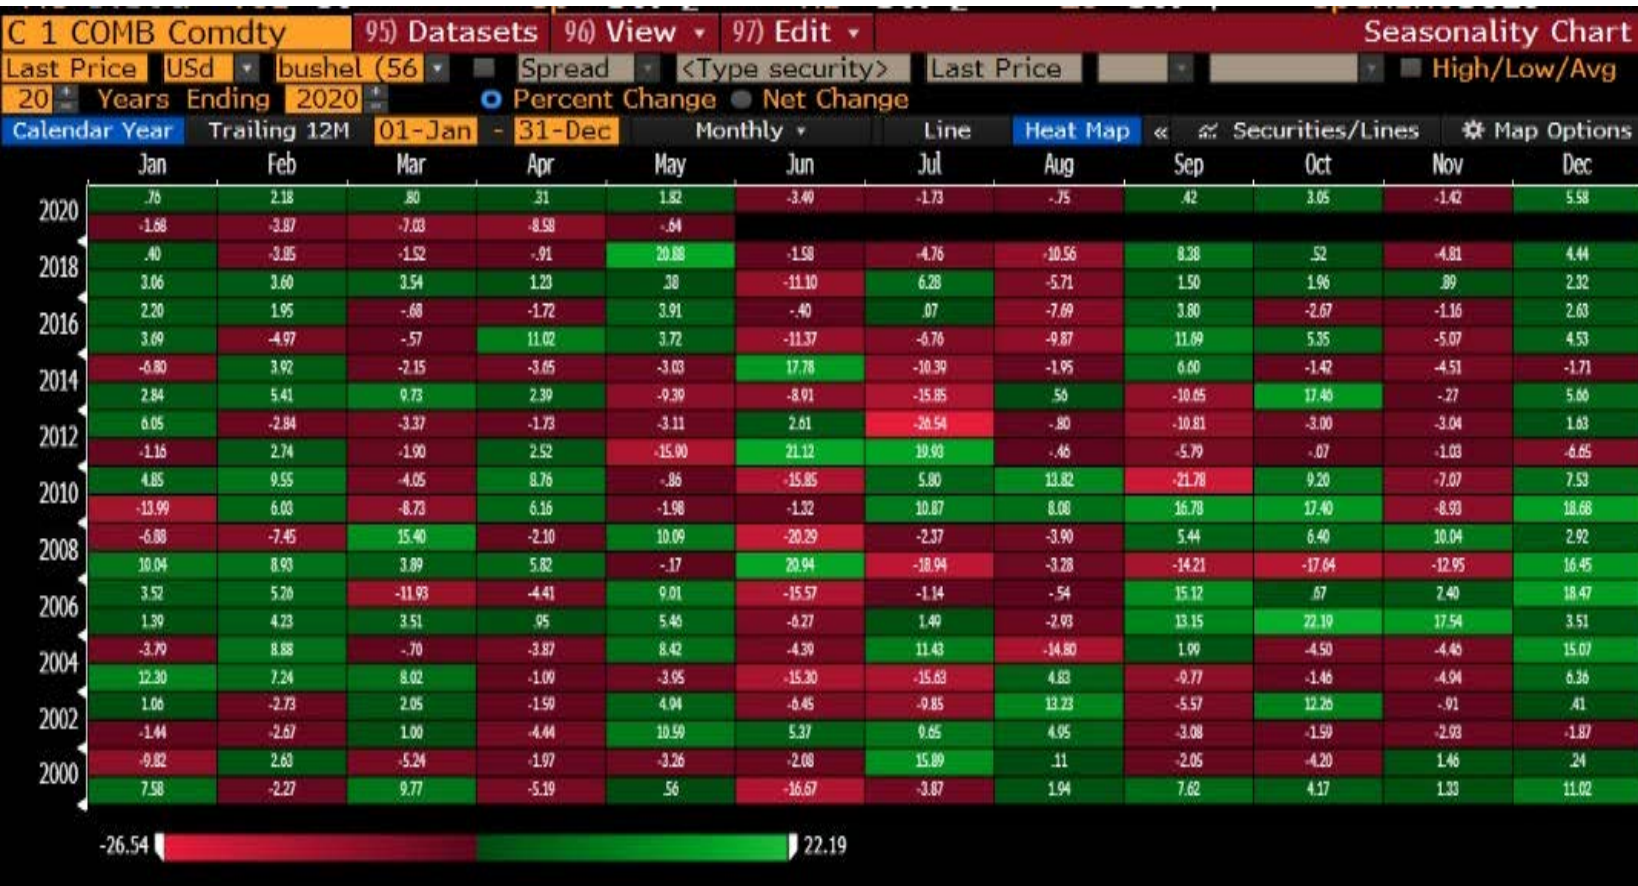 C 1 COMB Comdty 95) Datasets 96) View 97) Edit Seasonality Chart
Last Price USd bushel (56 Spread <Type security> Last Price High/Low/Avg
20 Years Ending 2020 Percent Change Net Change
Calendar Year Trailing 12M 01-Jan - 31-Dec Monthly Line Heat Map « Securities/Lines Map Options
Jan Feb Mar Apr May Jun Jul Aug Sep Oct Nov Dec
.76 2.18 .80 .31 1.82 -3.49 -1.73 -.75 .42 3.05 -1.42 5.58
2020
-1.68 -3.87 -7.03 -8.58 -.64
.40 -3.85 -1.52 -.91 20.88 -1.58 -4.76 -10.56 8.38 .52 -4.81 4.44
2018
3.06 3.60 3.54 1.23 .38 -11.10 6.28 -5.71 1.50 1.96 .89 2.32
2.20 1.95 -.68 -1.72 3.91 -.40 .07 -7.69 3.80 -2.67 -1.16 2.63
2016
3.69 -4.97 -.57 11.02 3.72 -11.37 -6.76 -9.87 11.69 5.35 -5.07 4.53
-6.80 3.92 -2.15 -3.65 -3.03 17.78 -10.39 -1.95 6.60 -1.42 -4.51 -1.71
2014
2.84 5.41 9.73 2.39 -9.39 -8.91 -15.85 .56 -10.65 17.46 -.27 5.66
6.05 -2.84 -3.37 -1.73 -3.11 2.61 -26.54 -.80 -10.81 -3.00 -3.04 1.63
2012
-1.16 2.74 -1.90 2.52 -15.90 21.12 19.93 -.46 -5.79 -.07 -1.03 -6.65
4.85 9.55 -4.05 8.76 -.86 -15.85 5.80 13.82 -21.78 9.20 -7.07 7.53
2010
-13.99 6.03 -8.73 6.16 -1.98 -1.32 10.87 8.08 16.78 17.40 -8.93 18.68
-6.88 -7.45 15.40 -2.10 10.09 -20.29 -2.37 -3.90 5.44 6.40 10.04 2.92
2008
10.04 8.93 3.89 5.82 -.17 20.94 -18.94 -3.28 -14.21 -17.64 -12.95 16.45
3.52 5.26 -11.93 -4.41 9.01 -15.57 -1.14 -.54 15.12 .67 2.40 18.47
2006
1.39 4.23 3.51 .95 5.46 -6.27 1.49 -2.93 13.15 22.19 17.54 3.51
-3.79 8.88 -.70 -3.87 8.42 -4.39 11.43 -14.80 1.99 -4.50 -4.46 15.07
2004
12.30 7.24 8.02 -1.09 -3.95 -15.30 -15.63 4.83 -9.77 -1.46 -4.94 6.36
1.06 -2.73 2.05 -1.59 4.94 -6.45 -9.85 13.23 -5.57 12.26 -.91 .41
2002
-1.44 -2.67 1.00 -4.44 10.59 5.37 9.65 4.95 -3.08 -1.59 -2.93 -1.87
-9.82 2.63 -5.24 -1.97 -3.26 -2.08 15.89 .11 -2.05 -4.20 1.46 .24
2000
7.58 -2.27 9.77 -5.19 .56 -16.67 -3.87 1.94 7.62 4.17 1.33 11.02
-26.54 22.19